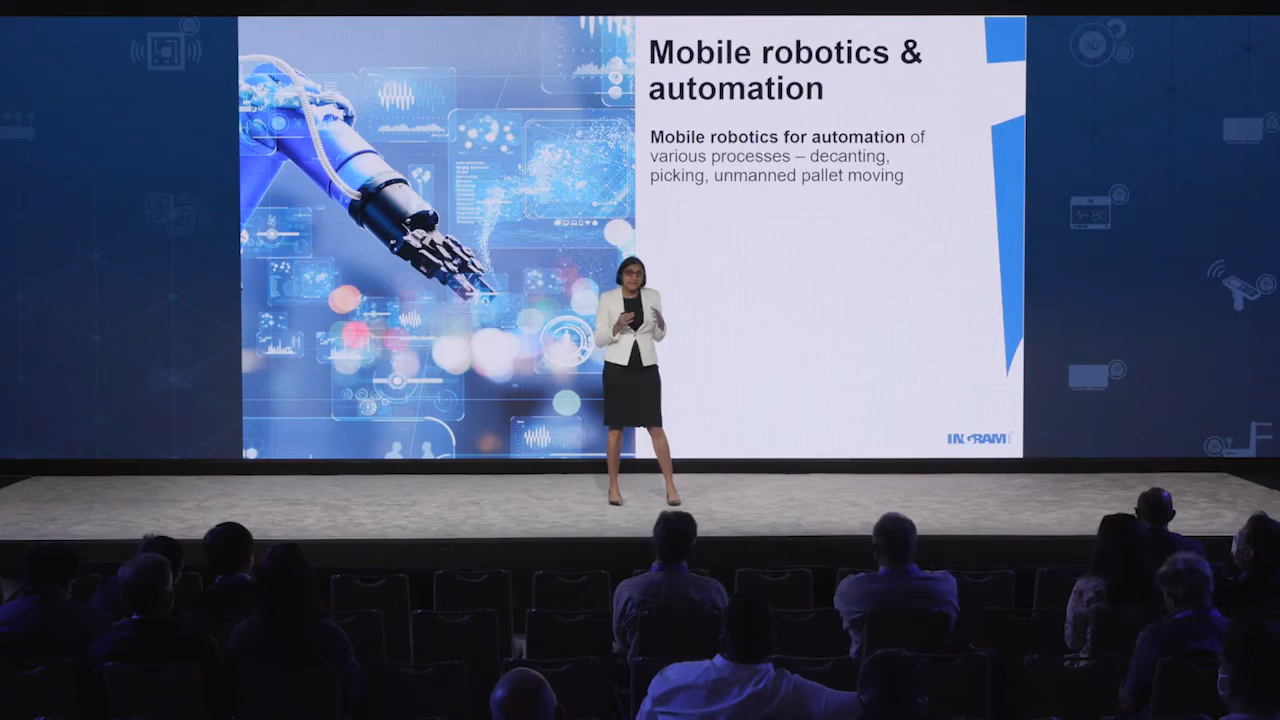 Mobile robotics &
automation
Mobile robotics for automation of
various processes – decanting,
picking, unmanned pallet moving
INGRAM